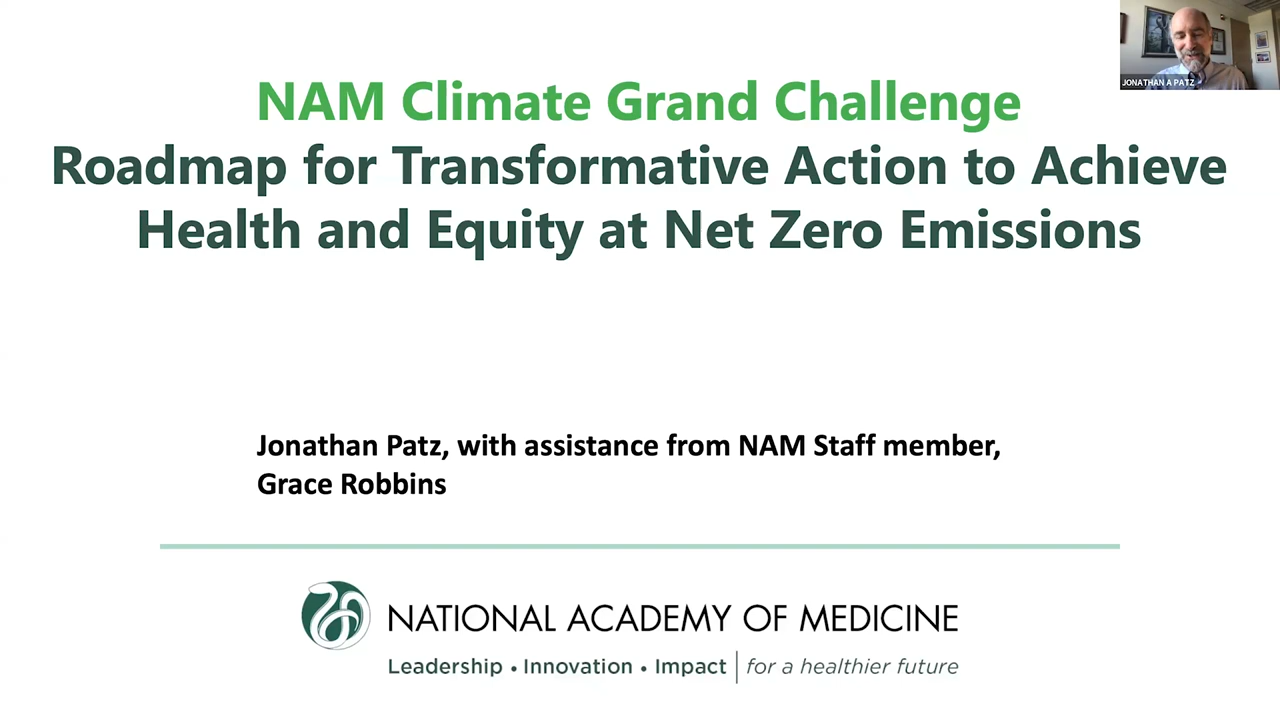 JONATHAN A PATZ
NAM Climate Grand Challenge
Roadmap for Transformative Action to Achieve
Health and Equity at Net Zero Emissions
Jonathan Patz, with assistance from NAM Staff member,
Grace Robbins
NATIONAL ACADEMY OF MEDICINE
Leadership • Innovation • Impact | for a healthier future